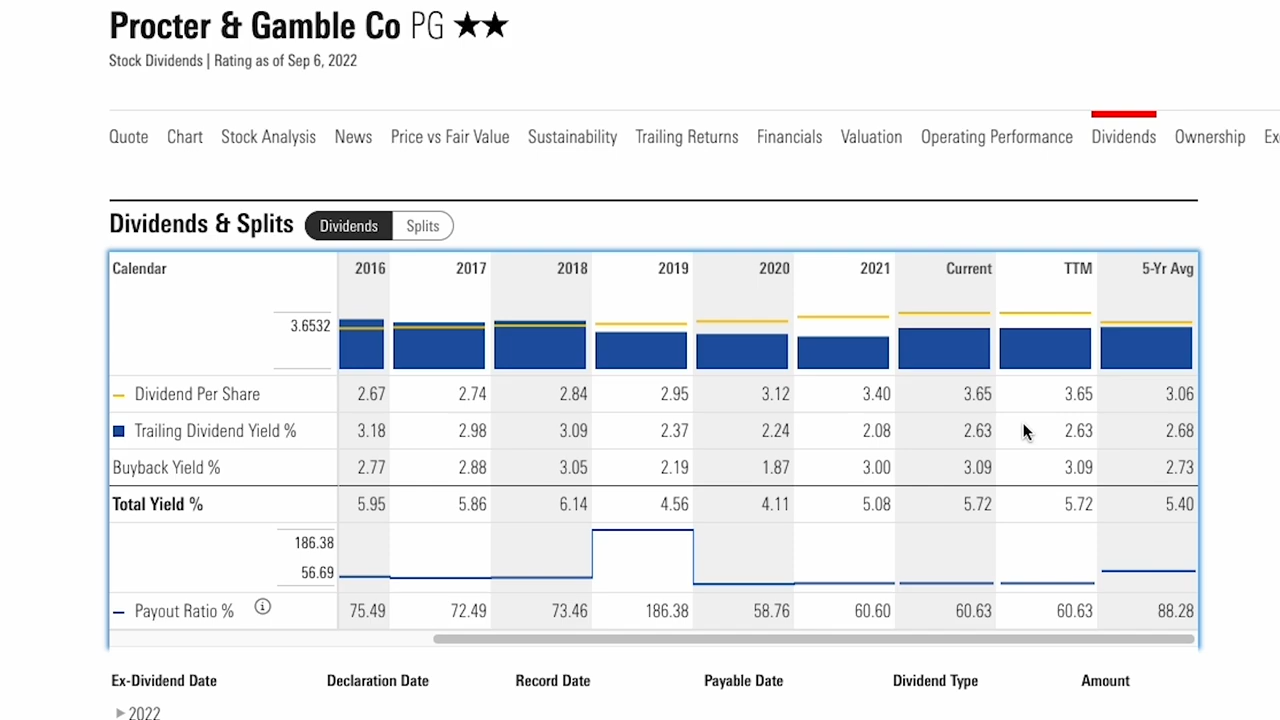 Procter & Gamble Co PG ★★
Stock Dividends | Rating as of Sep 6, 2022
Quote Chart Stock Analysis News Price vs Fair Value Sustainability Trailing Returns Financials Valuation Operating Performance Dividends Ownership Ex
Dividends & Splits Dividends Splits
Calendar 2016 2017 2018 2019 2020 2021 Current TTM 5-Yr Avg
3.6532
Dividend Per Share 2.67 2.74 2.84 2.95 3.12 3.40 3.65 3.65 3.06
Trailing Dividend Yield % 3.18 2.98 3.09 2.37 2.24 2.08 2.63 2.63 2.68
Buyback Yield % 2.77 2.88 3.05 2.19 1.87 3.00 3.09 3.09 2.73
Total Yield % 5.95 5.86 6.14 4.56 4.11 5.08 5.72 5.72 5.40
186.38
56.69
Payout Ratio % 75.49 72.49 73.46 186.38 58.76 60.60 60.63 60.63 88.28
Ex-Dividend Date Declaration Date Record Date Payable Date Dividend Type Amount
2022